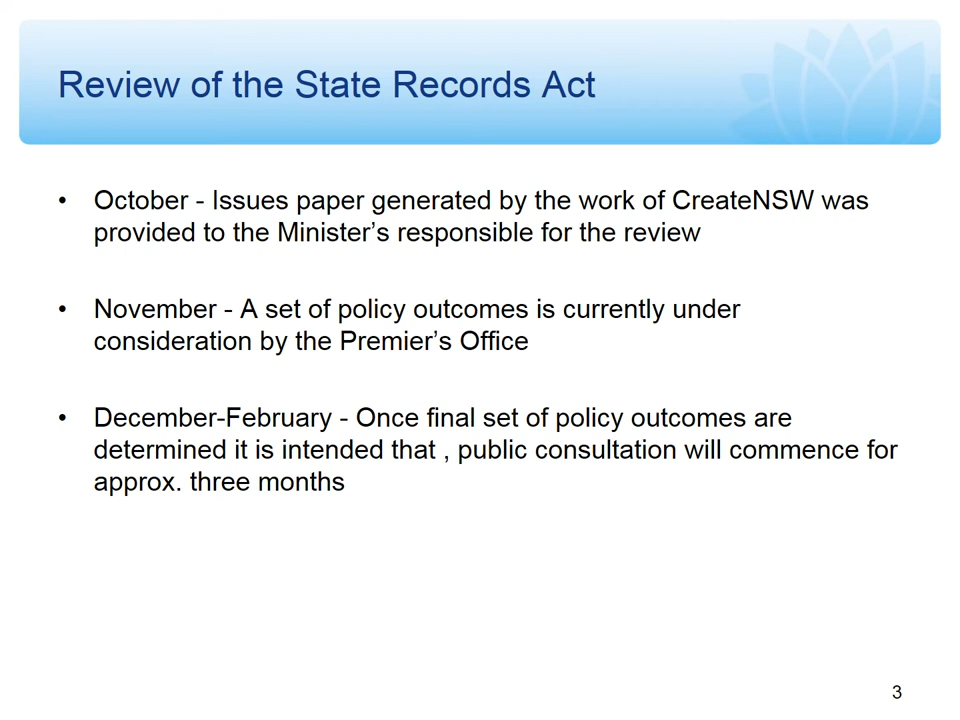 Review of the State Records Act
• October - Issues paper generated by the work of CreateNSW was
provided to the Minister’s responsible for the review
• November - A set of policy outcomes is currently under
consideration by the Premier’s Office
• December-February - Once final set of policy outcomes are
determined it is intended that , public consultation will commence for
approx. three months
3